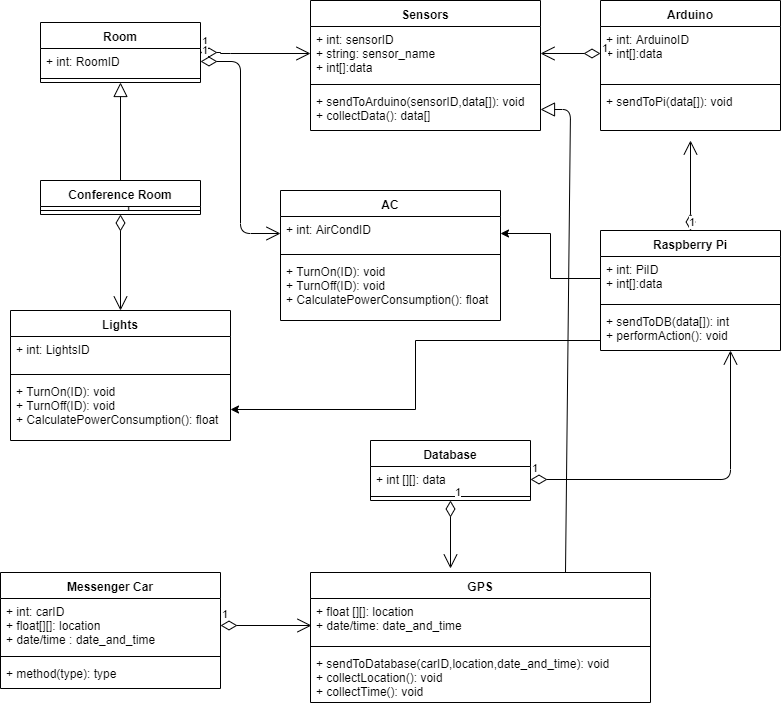 Room
+ int: RoomID
1
1
Sensors
+ int: sensorID
+ string: sensor_name
+ int[]:data
+ sendToArduino(sensorID,data[]): void
+ collectData(): data[]
Arduino
+ int: ArduinoID
+ int[]:data
1
+ sendToPi(data[]): void
Conference Room
AC
+ int: AirCondID
+ TurnOn(ID): void
+ TurnOff(ID): void
+ CalculatePowerConsumption(): float
1
Raspberry Pi
+ int: PiID
+ int[]:data
+ sendToDB(data[]): int
+ performAction(): void
Lights
+ int: LightsID
+ TurnOn(ID): void
+ TurnOff(ID): void
+ CalculatePowerConsumption(): float
Database
+ int [][]: data
1
1
Messenger Car
+ int: carID
+ float[][]: location
+ date/time : date_and_time
+ method(type): type
1
GPS
+ float [][]: location
+ date/time: date_and_time
+ sendToDatabase(carID,location,date_and_time): void
+ collectLocation(): void
+ collectTime(): void